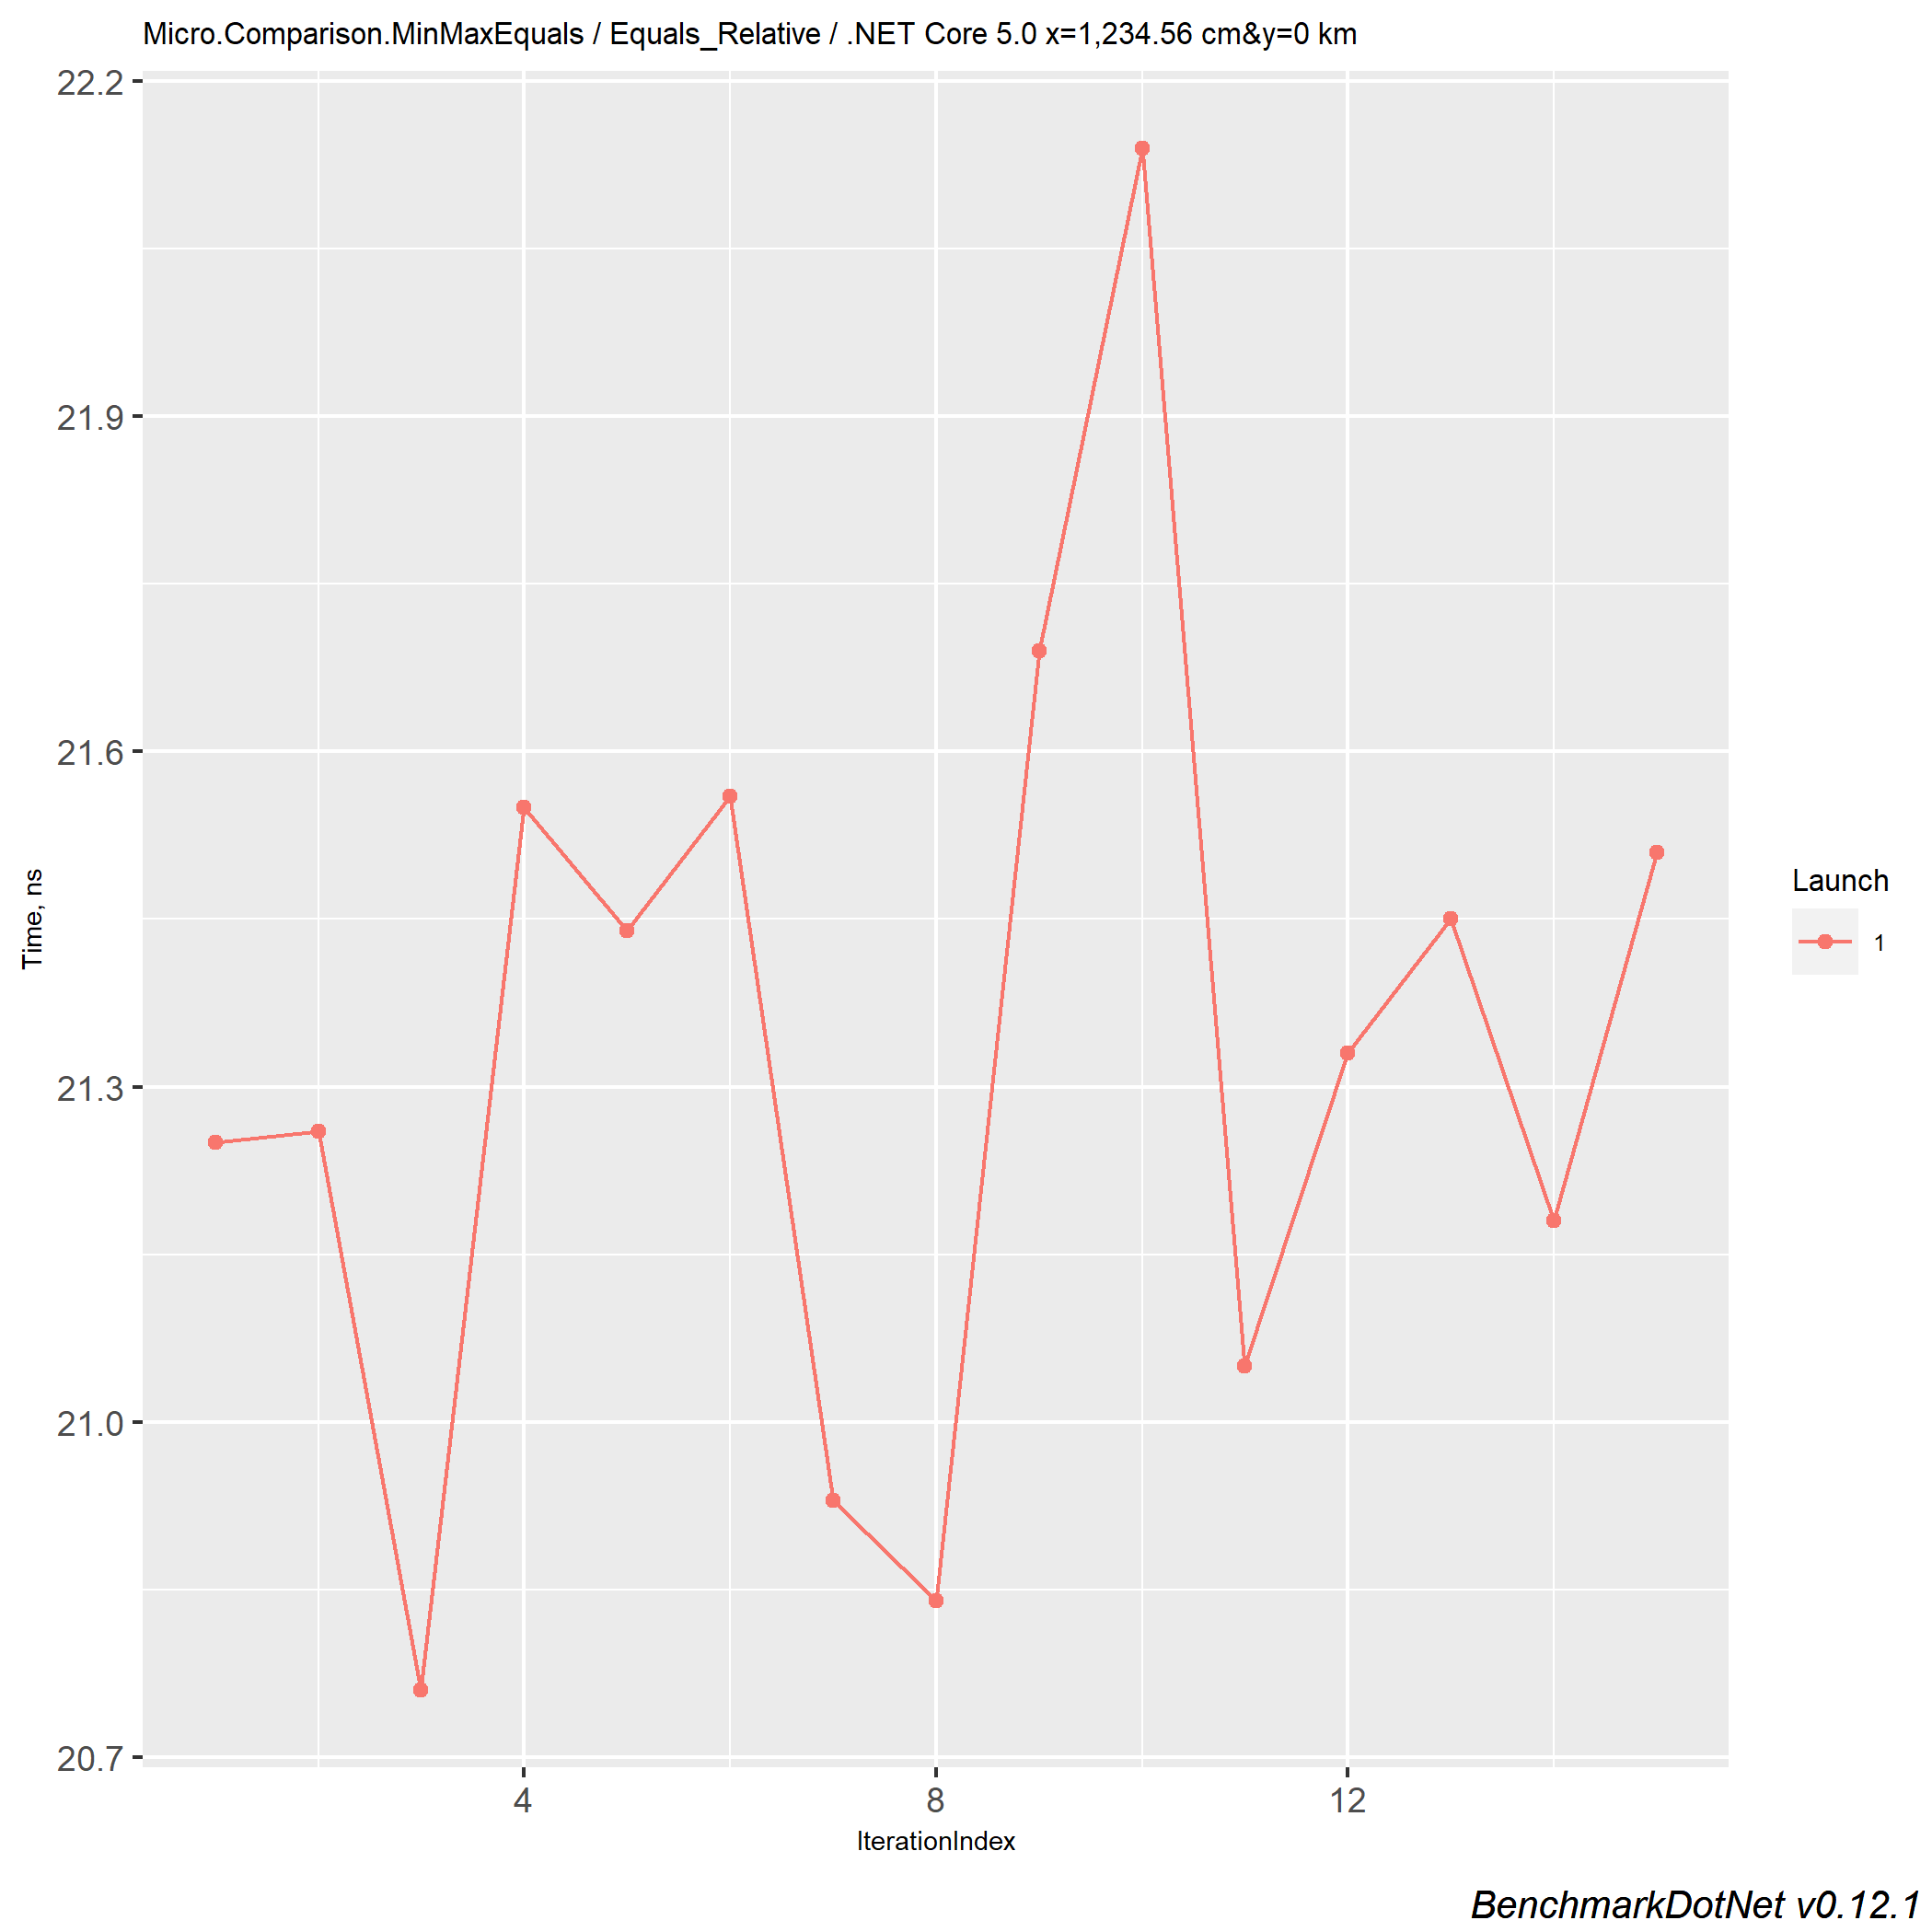 Micro.Comparison.MinMaxEquals / Equals_Relative / .NET Core 5.0 x=1,234.56 cm&y=0 km
22.2
21.9
21.6
21.3
21.0
20.7
Time, ns
4
8
12
IterationIndex
Launch
1
BenchmarkDotNet v0.12.1